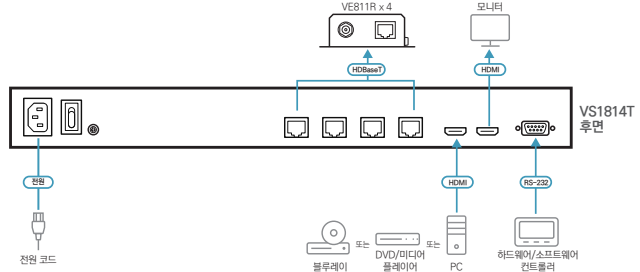 VE811R x 4
모니터
HDBaseT
HDMI
VS1814T
후면
전원
HDMI
RS-232
전원 코드
블루레이
또는
DVD/미디어
플레이어
또는
PC
하드웨어/소프트웨어
컨트롤러